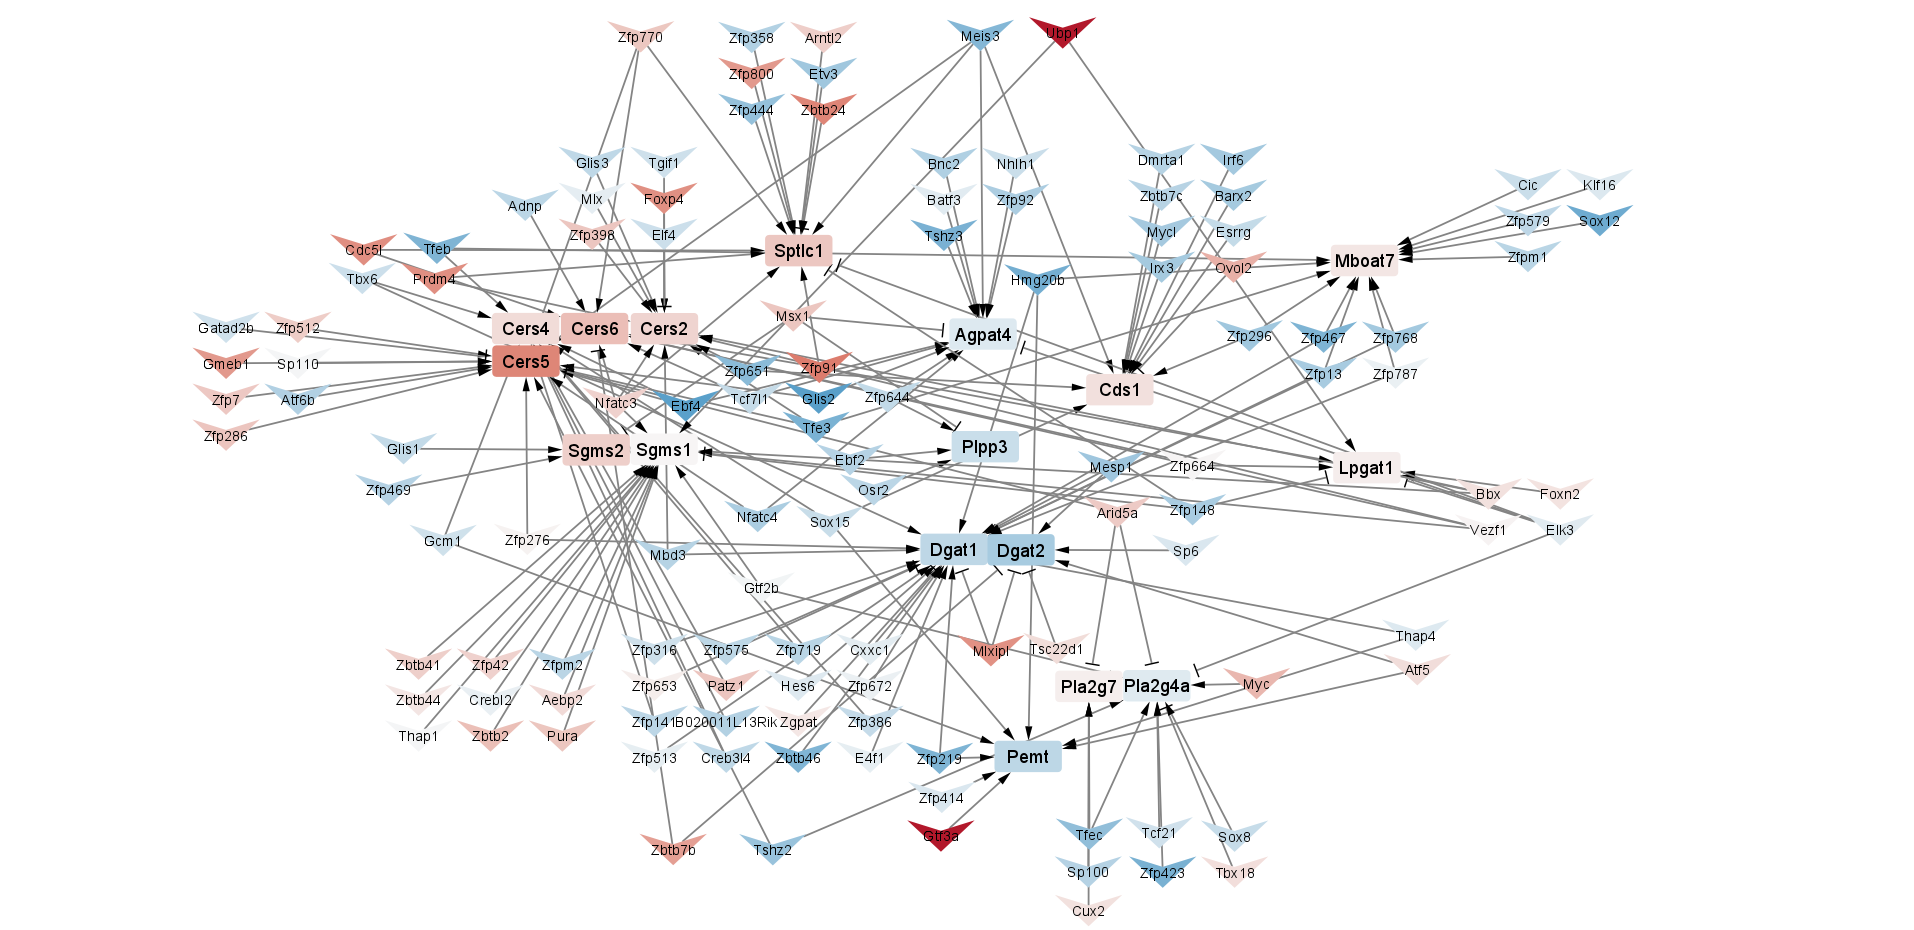 Zfp770
Zfp358
Arntl2
Meis3
Ubp1
Zfp800
Etv3
Zfp444
Zbtb24
Glis3
Tgif1
Bnc2
Nhlh1
Dmrta1
Irf6
Mlx
Foxp4
Batf3
Zfp92
Zbtb7c
Barx2
Cic
Klf16
Adnp
Zfp398
Elf4
Tshz3
Mycl
Esrrg
Zfp579
Sox12
Cdc5l
Tfeb
Sptlc1
Mboat7
Zfpm1
Tbx6
Prdm4
Hmg20b
Irx3
Ovol2
Gatad2b
Zfp512
Cers4
Cers6
Cers2
Msx1
Agpat4
Zfp296
Zfp467
Zfp768
Gmeb1
Sp110
Cers5
Zfp651
Zfp91
Zfp13
Zfp787
Zfp7
Atf6b
Nfatc3
Ebf4
Tcf7l1
Glis2
Zfp644
Cds1
Zfp286
Tfe3
Glis1
Sgms2
Sgms1
Ebf2
Plpp3
Mesp1
Zfp664
Lpgat1
Zfp469
Osr2
Bbx
Foxn2
Nfatc4
Sox15
Arid5a
Zfp148
Gcm1
Zfp276
Mbd3
Dgat1
Dgat2
Sp6
Vezf1
Elk3
Gtf2b
Zbtb41
Zfp42
Zfpm2
Zfp316
Zfp575
Zfp719
Cxxc1
Mlxipl
Tsc22d1
Thap4
Zbtb44
Crebl2
Aebp2
Zfp653
Patz1
Hes6
Zfp672
Pla2g7
Pla2g4a
Myc
Atf5
Thap1
Zbtb2
Pura
Zfp141
B020011L13Rik
Zgpat
Zfp386
Zfp513
Creb3l4
Zbtb46
E4f1
Zfp219
Pemt
Zfp414
Zbtb7b
Tshz2
Gtf3a
Tfec
Tcf21
Sox8
Sp100
Zfp423
Tbx18
Cux2